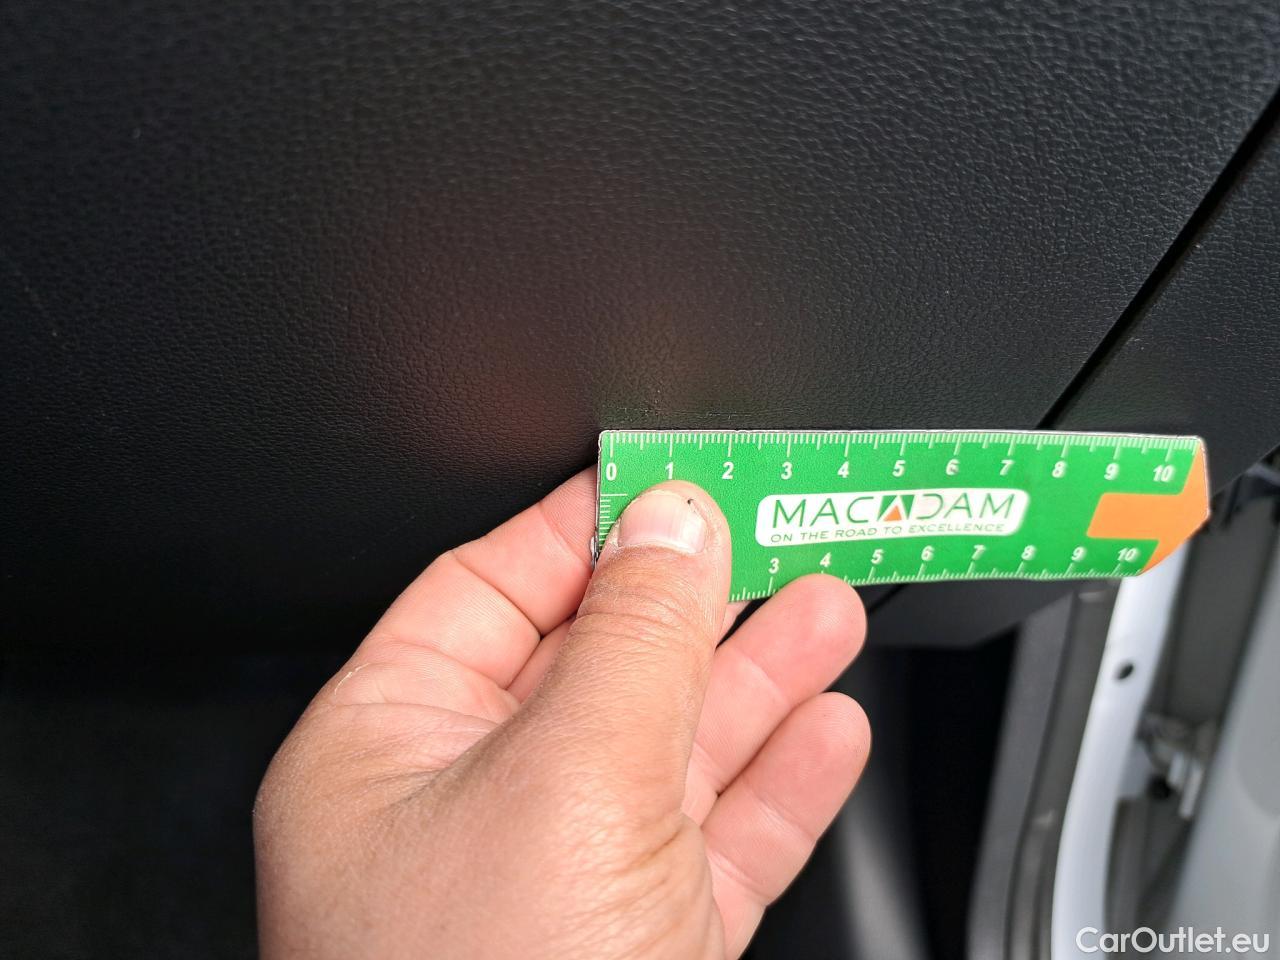 0 1 2 3 4 5 6 7 8 9 10
MACADAM
ON THE ROAD TO EXCELLENCE
3 4 5 6 7 8 9 10
CarOutlet.eu